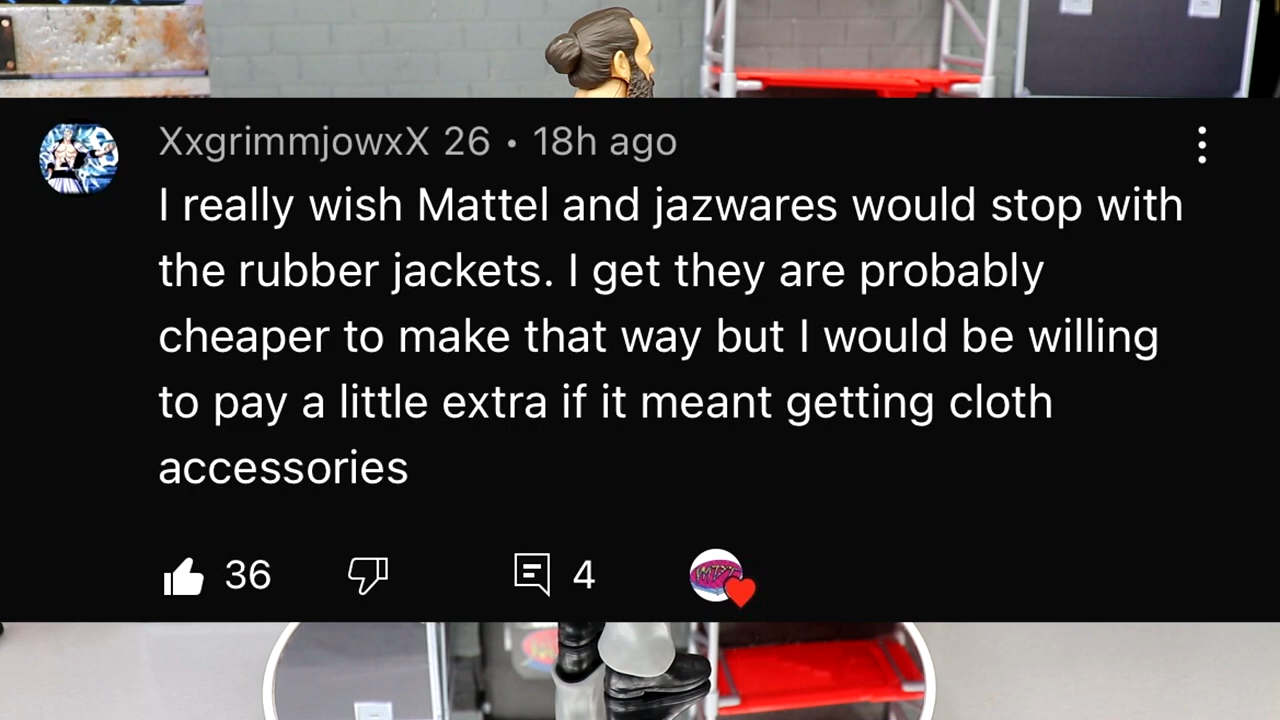 XxgrimmjowxX 26 • 18h ago
I really wish Mattel and jazwares would stop with
the rubber jackets. I get they are probably
cheaper to make that way but I would be willing
to pay a little extra if it meant getting cloth
accessories
36
4